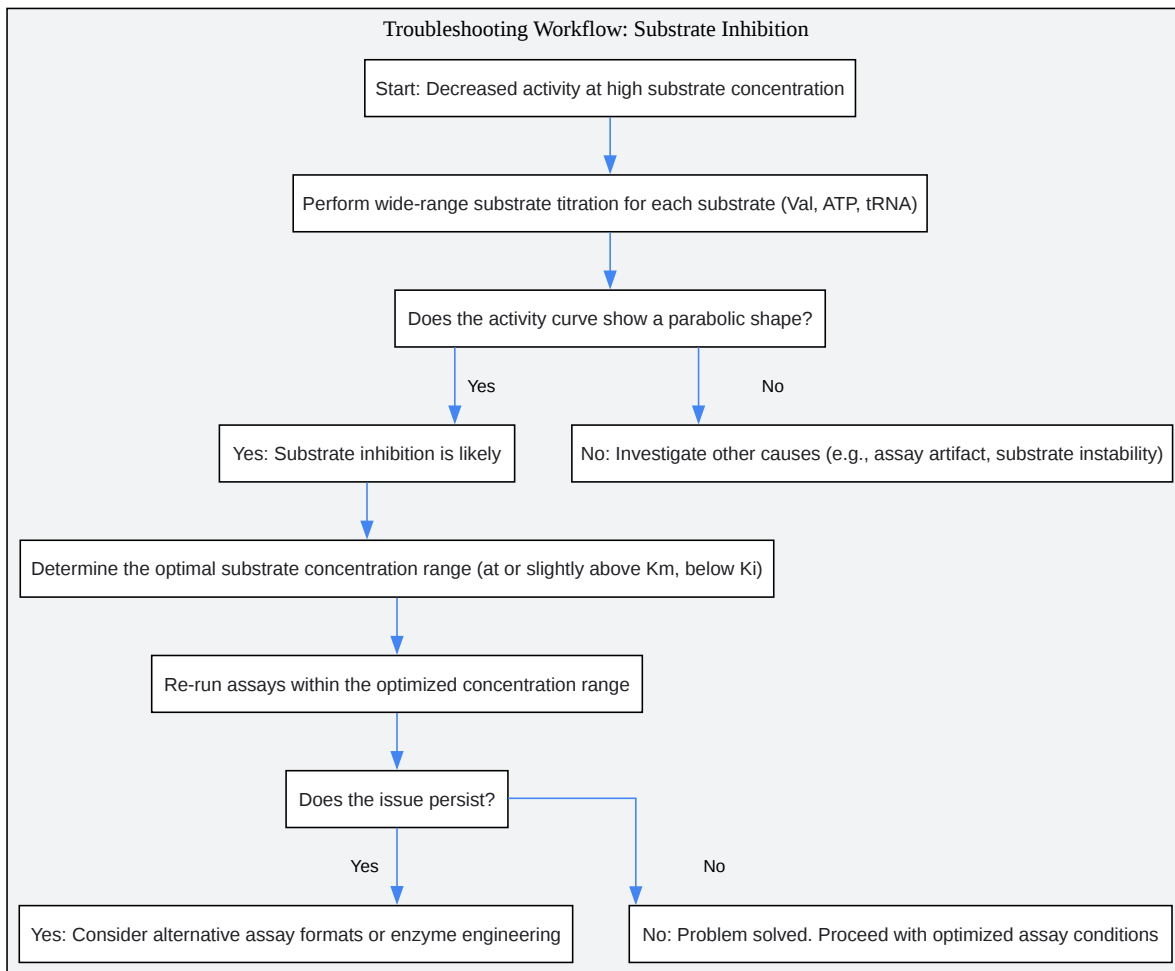 Troubleshooting Workflow: Substrate Inhibition
Start: Decreased activity at high substrate concentration
Perform wide-range substrate titration for each substrate (Val, ATP, tRNA)
Does the activity curve show a parabolic shape?
Yes
No
Yes: Substrate inhibition is likely
No: Investigate other causes (e.g., assay artifact, substrate instability)
Determine the optimal substrate concentration range (at or slightly above Km, below Ki)
Re-run assays within the optimized concentration range
Does the issue persist?
Yes
No
Yes: Consider alternative assay formats or enzyme engineering
No: Problem solved. Proceed with optimized assay conditions